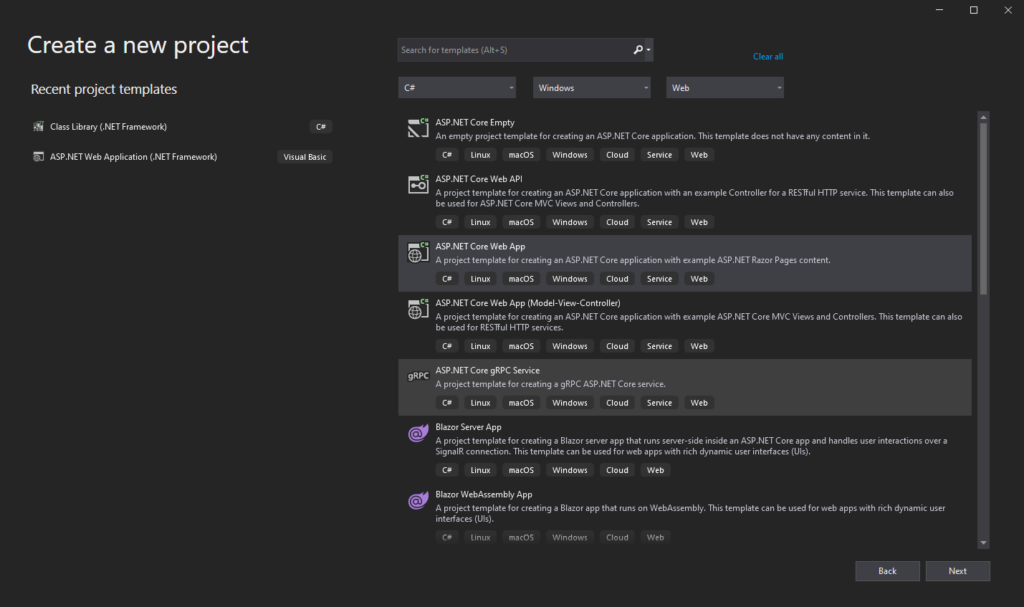 Create a new project
Recent project templates
Class Library (.NET Framework)
C#
ASP.NET Web Application (.NET Framework)
Visual Basic
Search for templates (Alt+S)
Clear all
C#
Windows
Web
ASP.NET Core Empty
An empty project template for creating an ASP.NET Core application. This template does not have any content in it.
C# Linux macOS Windows Cloud Service Web
ASP.NET Core Web API
A project template for creating an ASP.NET Core application with an example Controller for a RESTful HTTP service. This template can also
be used for ASP.NET Core MVC Views and Controllers.
C# Linux macOS Windows Cloud Service Web
ASP.NET Core Web App
A project template for creating an ASP.NET Core application with example ASP.NET Razor Pages content.
C# Linux macOS Windows Cloud Service Web
ASP.NET Core Web App (Model-View-Controller)
A project template for creating an ASP.NET Core application with example ASP.NET Core MVC Views and Controllers. This template can also
be used for RESTful HTTP services.
C# Linux macOS Windows Cloud Service Web
gRPC
ASP.NET Core gRPC Service
A project template for creating a gRPC ASP.NET Core service.
C# Linux macOS Windows Cloud Service Web
Blazor Server App
A project template for creating a Blazor server app that runs server-side inside an ASP.NET Core app and handles user interactions over a
SignalR connection. This template can be used for web apps with rich dynamic user interfaces (UIs).
C# Linux macOS Windows Cloud Web
Blazor WebAssembly App
A project template for creating a Blazor app that runs on WebAssembly. This template can be used for web apps with rich dynamic user
interfaces (UIs).
C# Linux macOS Windows Cloud Web
Back
Next